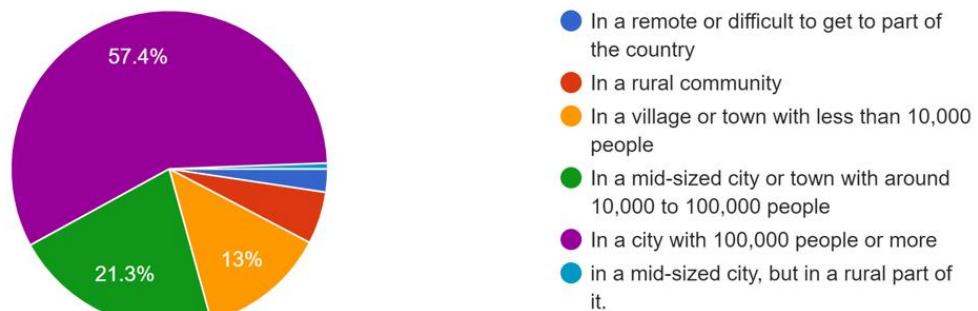 57.4%
21.3%
13%
In a remote or difficult to get to part of
the country
In a rural community
In a village or town with less than 10,000
people
In a mid-sized city or town with around
10,000 to 100,000 people
In a city with 100,000 people or more
in a mid-sized city, but in a rural part of
it.